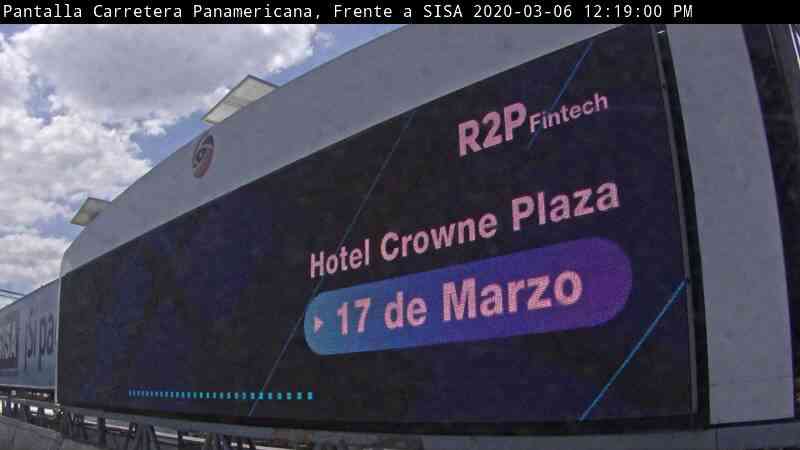 Pantalla Carretera Panamericana, Frente a SISA 2020-03-06 12:19:00 PM
R2P Fintech
Hotel Crowne Plaza
17 de Marzo